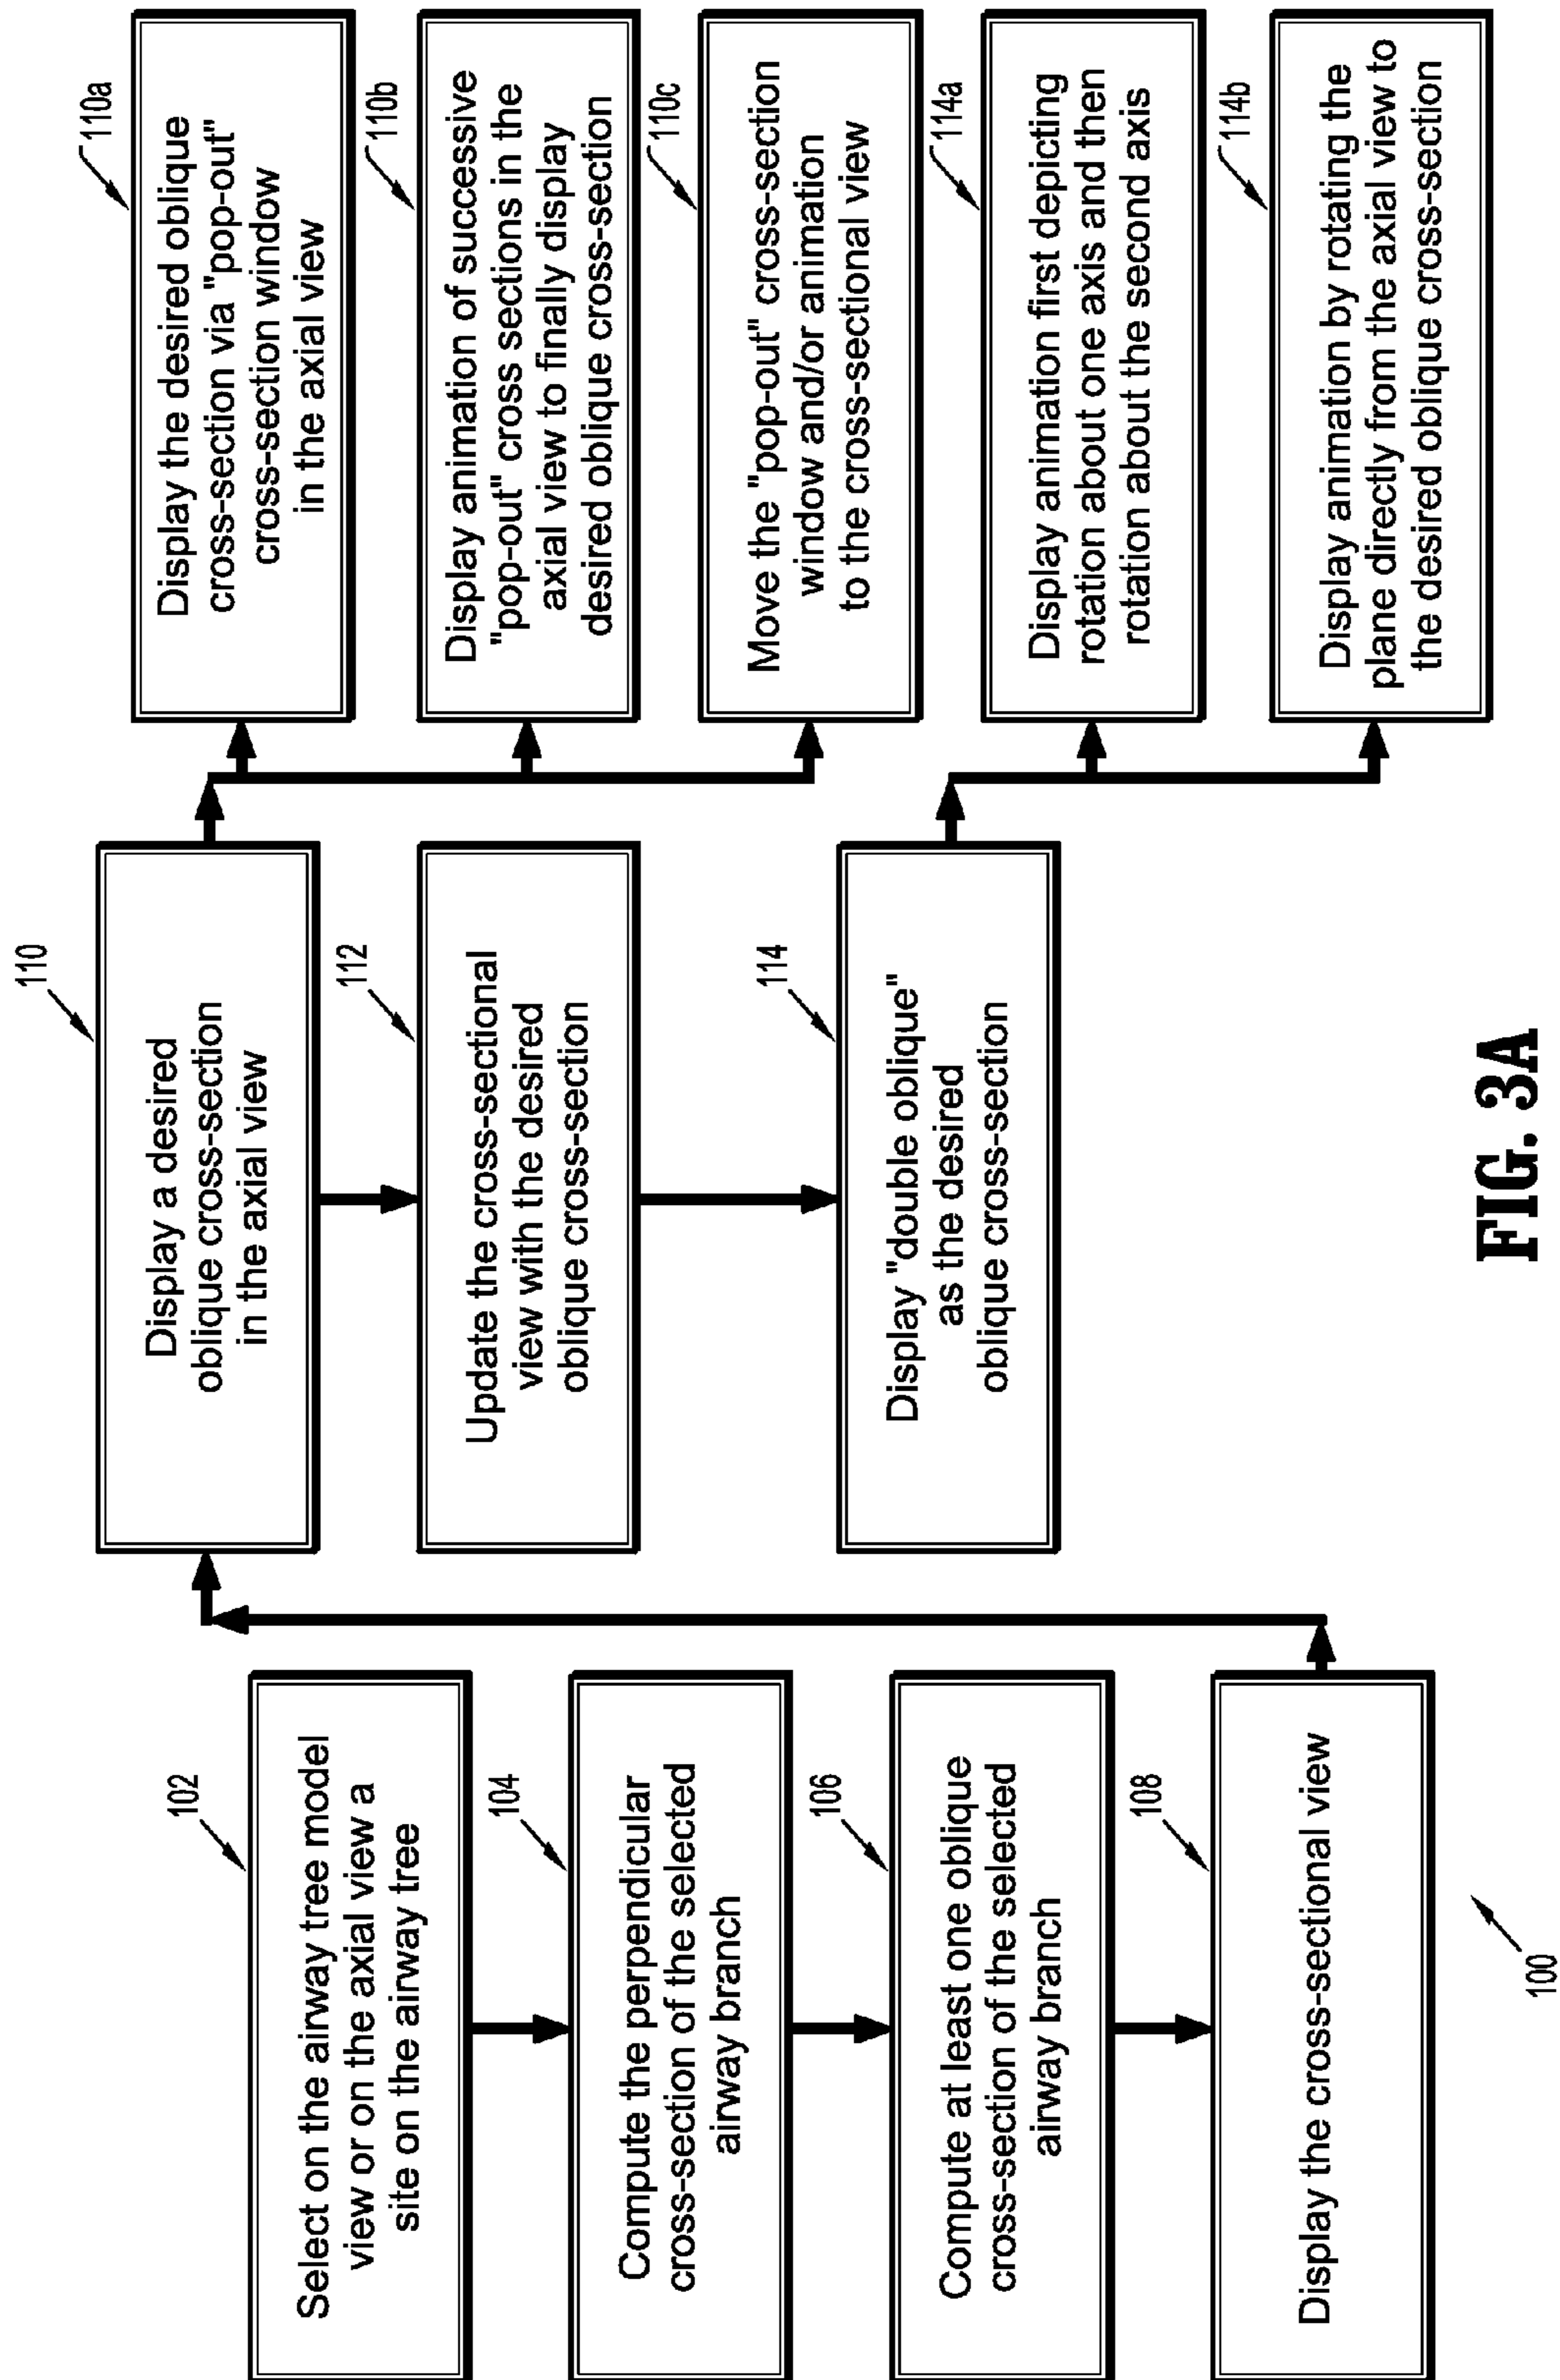 102
Select on the airway tree model
view or on the axial view a
site on the airway tree
104
Compute the perpendicular
cross-section of the selected
airway branch
106
Compute at least one oblique
cross-section of the selected
airway branch
108
Display the cross-sectional view
100
110
Display a desired
oblique cross-section
in the axial view
112
Update the cross-sectional
view with the desired
oblique cross-section
114
Display "double oblique"
as the desired
oblique cross-section
110a
Display the desired oblique
cross-section via "pop-out"
cross-section window
in the axial view
110b
Display animation of successive
"pop-out" cross sections in the
axial view to finally display
desired oblique cross-section
110c
Move the "pop-out" cross-section
window and/or animation
to the cross-sectional view
114a
Display animation first depicting
rotation about one axis and then
rotation about the second axis
114b
Display animation by rotating the
plane directly from the axial view to
the desired oblique cross-section
FIG. 3A